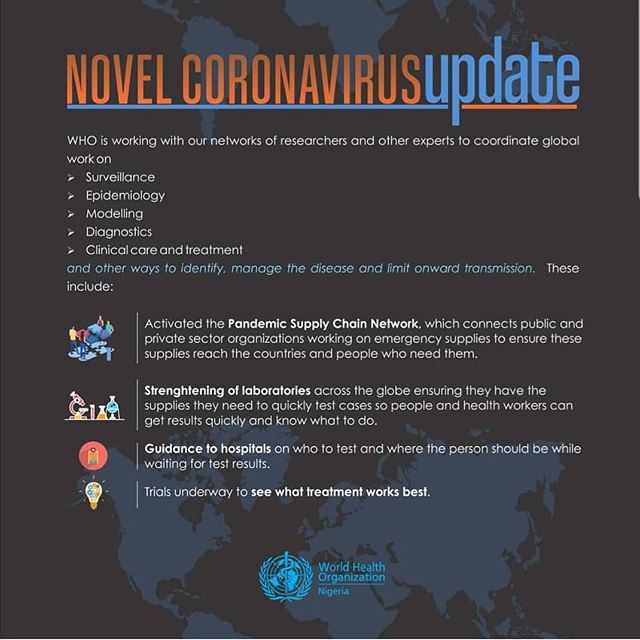 NOVEL CORONAVIRUS update
WHO is working with our networks of researchers and other experts to coordinate global
work on
➢ Surveillance
➢ Epidemiology
➢ Modelling
➢ Diagnostics
➢ Clinical care and treatment
and other ways to identify, manage the disease and limit onward transmission. These
include:
Activated the Pandemic Supply Chain Network, which connects public and
private sector organizations working on emergency supplies to ensure these
supplies reach the countries and people who need them.
Strenghtening of laboratories across the globe ensuring they have the
supplies they need to quickly test cases so people and health workers can
get results quickly and know what to do.
Guidance to hospitals on who to test and where the person should be while
waiting for test results.
Trials underway to see what treatment works best.
World Health
Organization
Nigeria